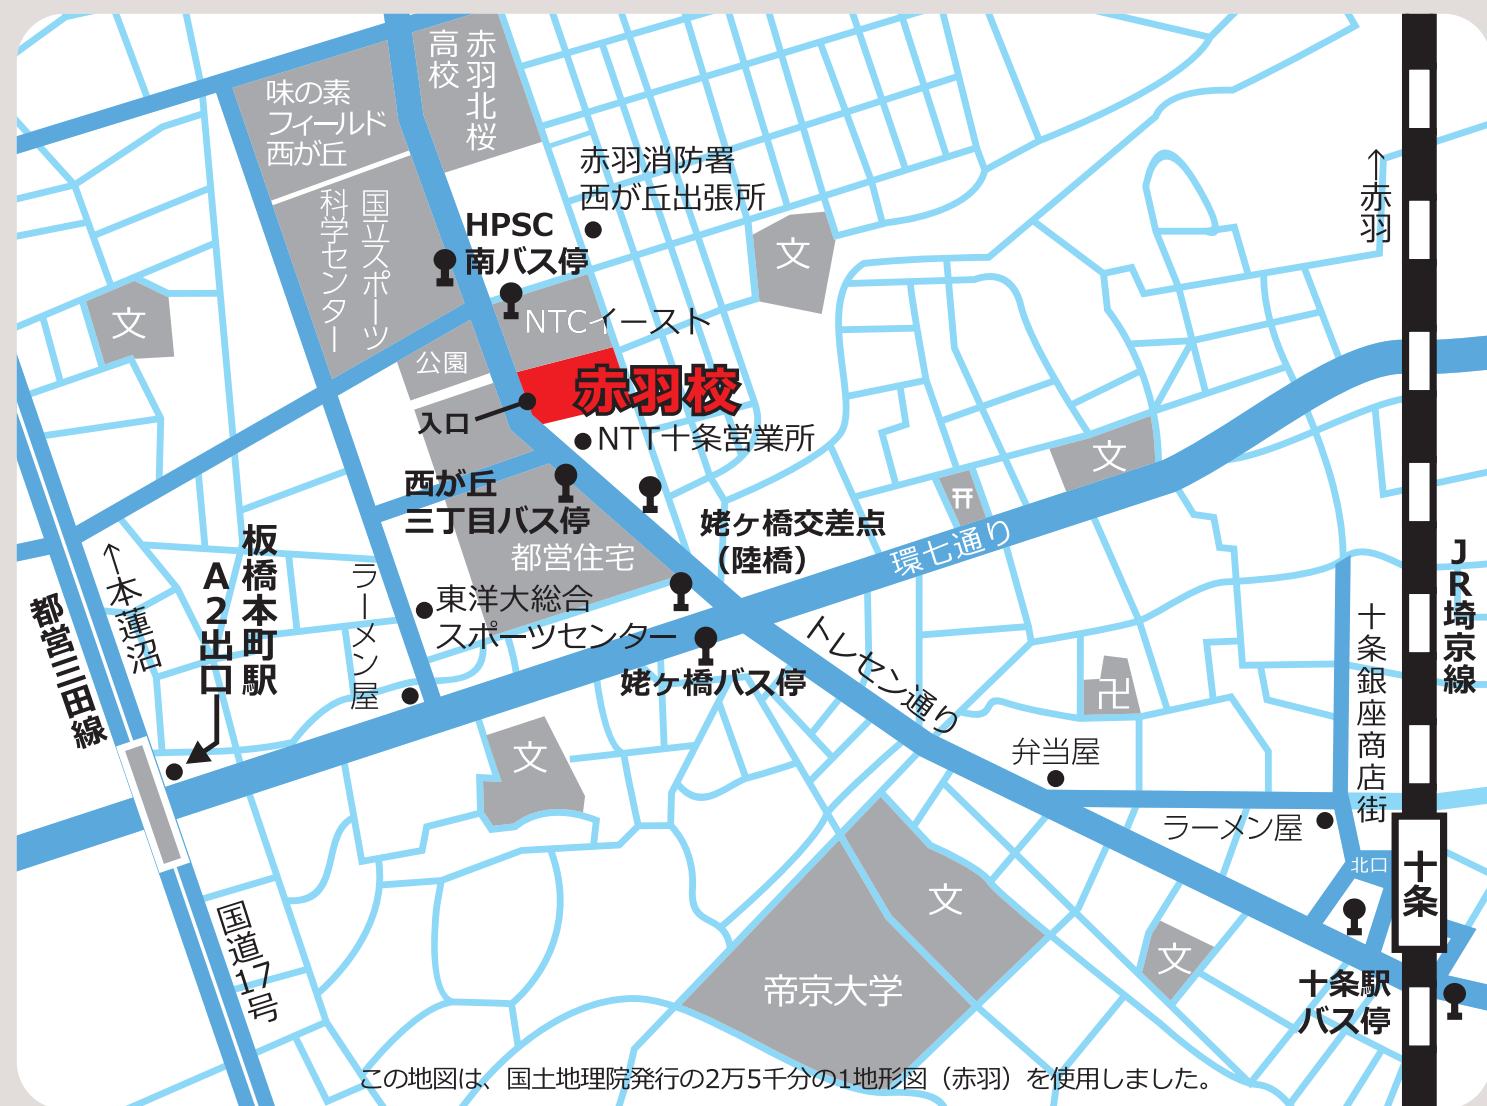 赤羽北桜
高校
味の素
フィールド
西が丘
国立スポーツ
科学センター
赤羽消防署
西が丘出張所
HPSC
南バス停
文
文
NTCイースト
公園
赤羽校
入口
NTT十条営業所
西が丘
三丁目バス停
都営住宅
姥ヶ橋交差点
（陸橋）
環七通り
文
↑赤羽
JR埼京線
板橋本町駅
A2出口
↑本蓮沼
都営三田線
ラーメン屋
東洋大総合
スポーツセンター
姥ヶ橋バス停
トレセン通り
卍
弁当屋
十条銀座商店街
ラーメン屋
北口
十条
文
文
文
帝京大学
国道17号
十条駅
バス停
この地図は、国土地理院発行の2万5千分の1地形図（赤羽）を使用しました。